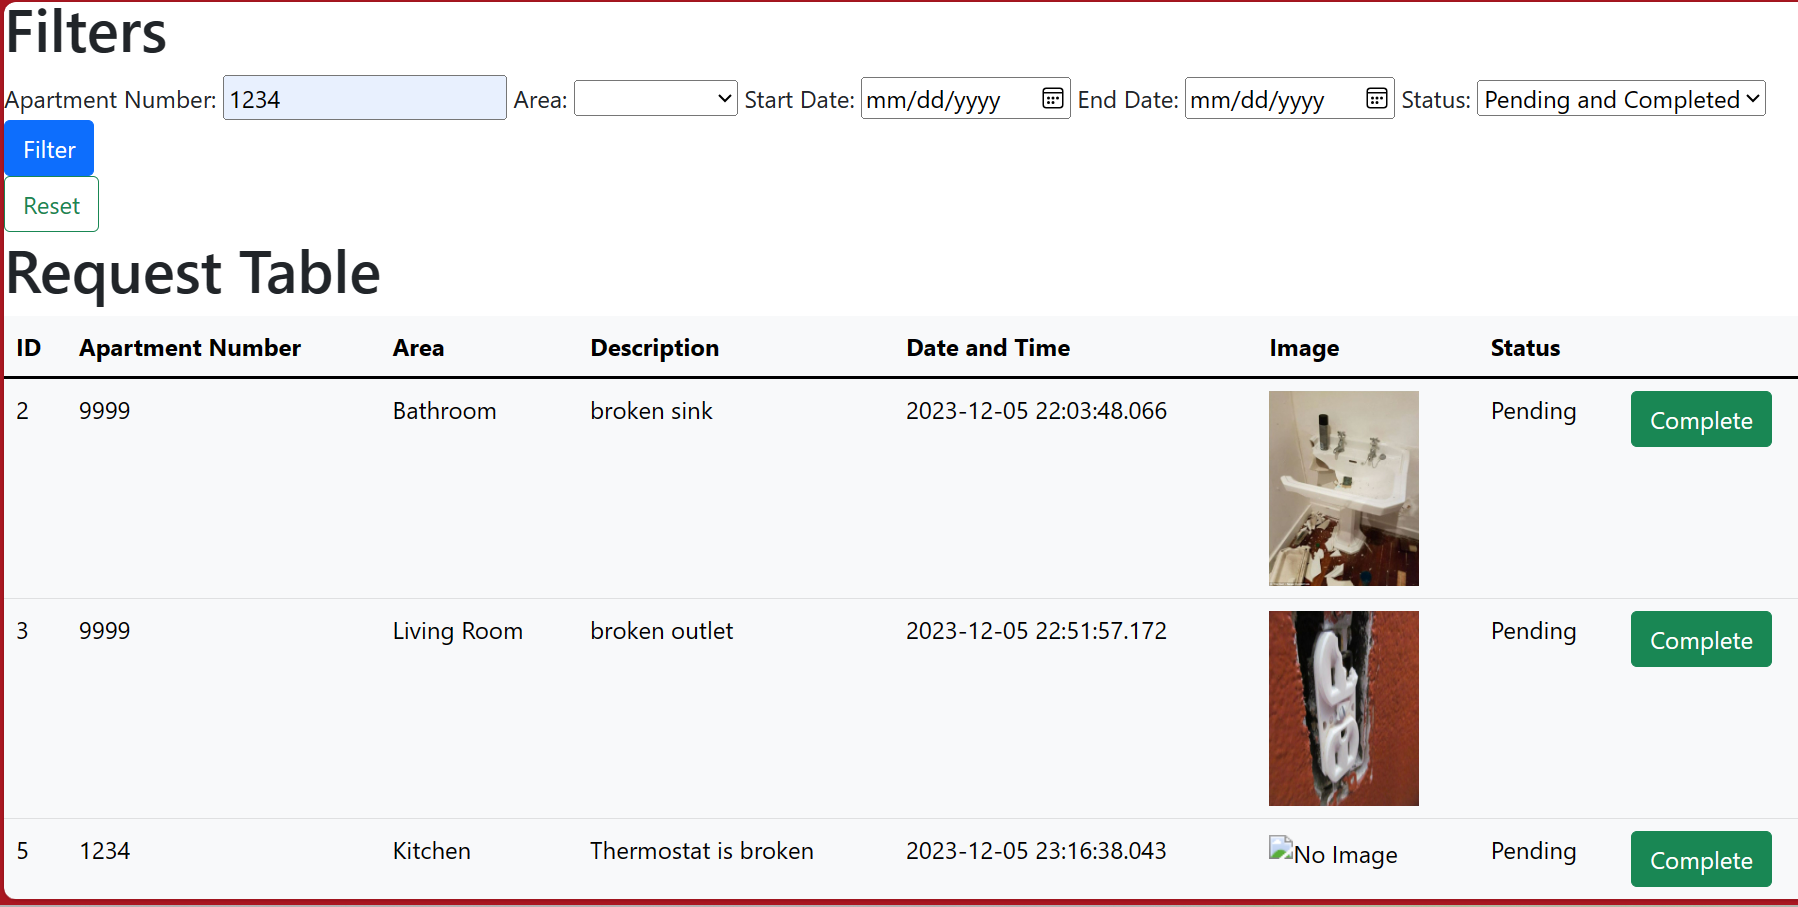 Filters
Apartment Number: 1234 Area: Start Date: mm/dd/yyyy End Date: mm/dd/yyyy Status: Pending and Completed
Filter
Reset
Request Table
ID Apartment Number Area Description Date and Time Image Status
2 9999 Bathroom broken sink 2023-12-05 22:03:48.066 Pending Complete
3 9999 Living Room broken outlet 2023-12-05 22:51:57.172 Pending Complete
5 1234 Kitchen Thermostat is broken 2023-12-05 23:16:38.043 No Image Pending Complete